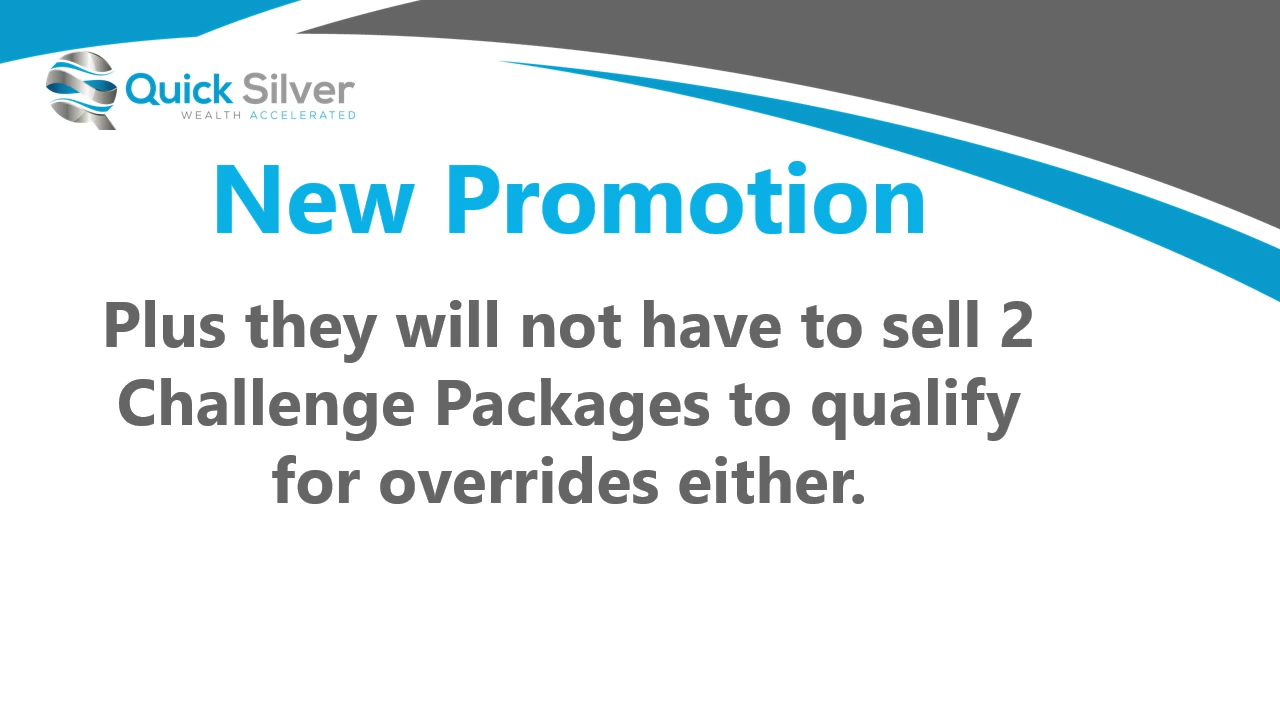 Quick Silver
WEALTH ACCELERATED
New Promotion
Plus they will not have to sell 2
Challenge Packages to qualify
for overrides either.